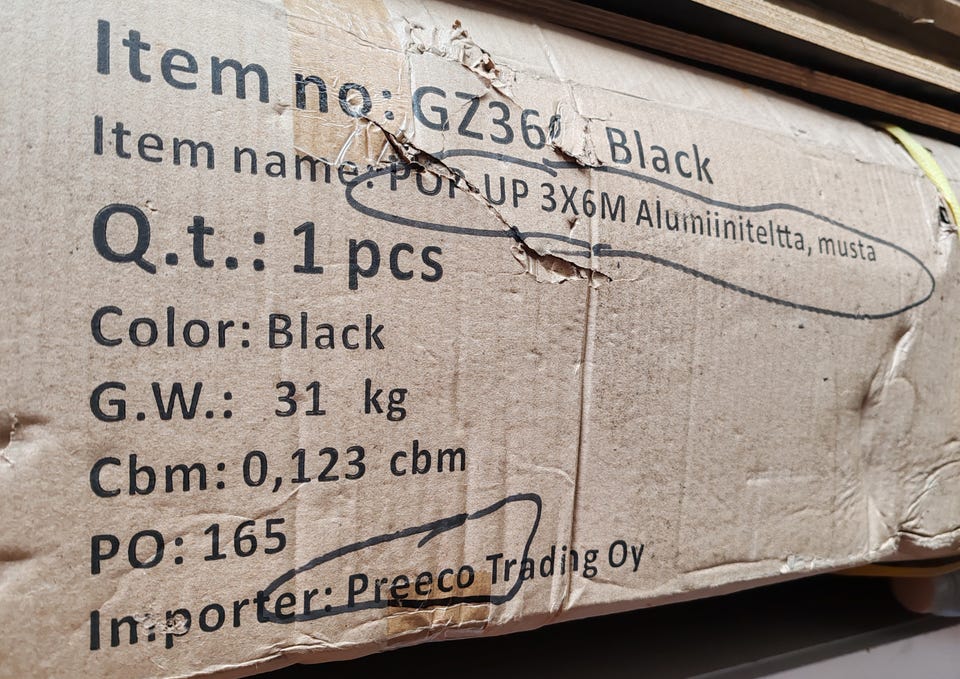 Item no: Black
Item name: POP-UP 3X6M Alumiiniteltta, musta
Q.t.: 1 pcs
Color: Black
G.W.: 31 kg
Cbm: 0,123 cbm
PO: 165
Importer: Preeco Trading Oy